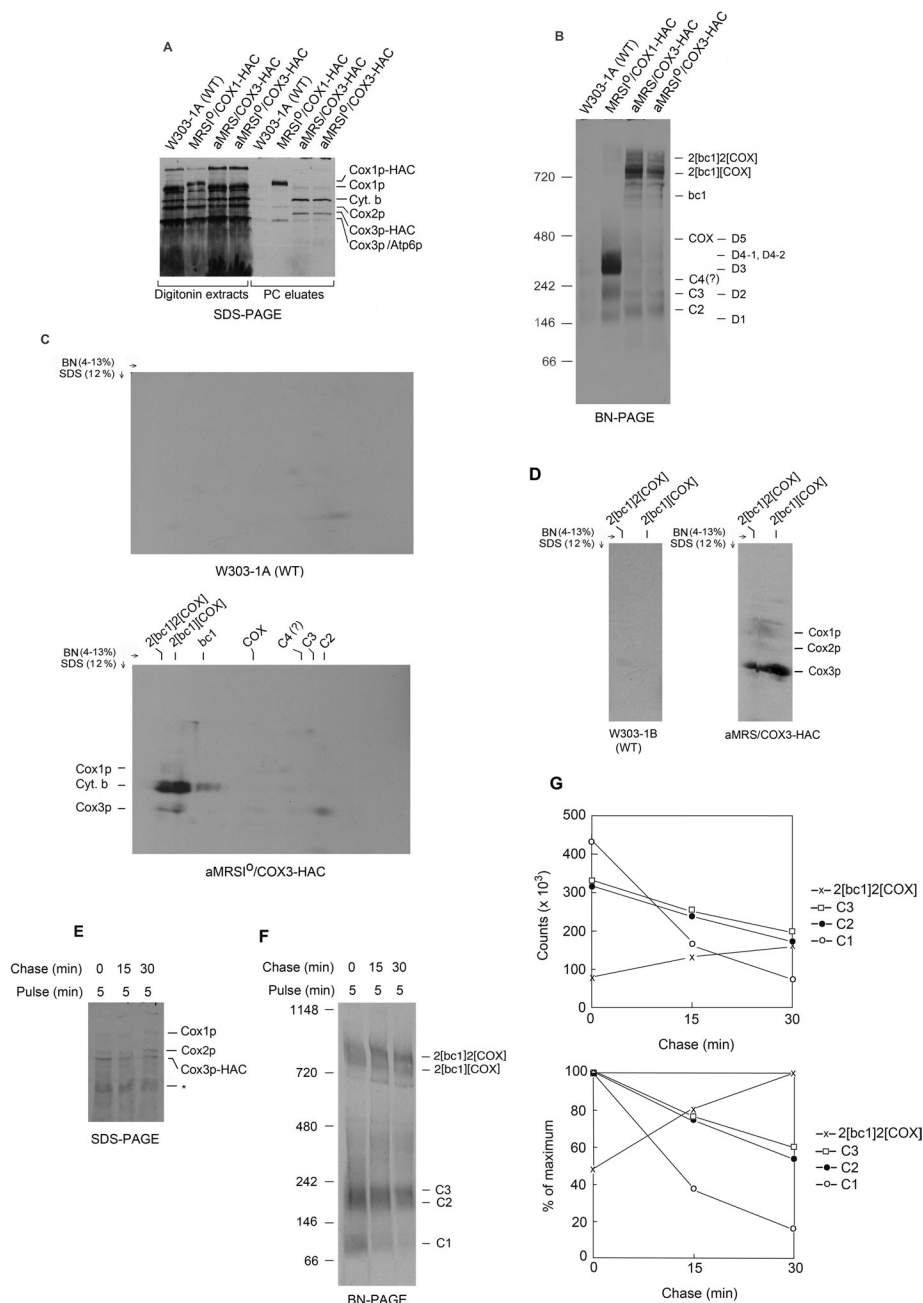 A
W303-1A (WT)
MRSIᴼ/COX1-HAC
aMRS/COX3-HAC
aMRSIᴼ/COX3-HAC
W303-1A (WT)
MRSIᴼ/COX1-HAC
aMRS/COX3-HAC
aMRSIᴼ/COX3-HAC
Cox1p-HAC
Cox1p
Cyt. b
Cox2p
Cox3p-HAC
Cox3p/Atp6p
Digitonin extracts
PC eluates
SDS-PAGE
B
W303-1A (WT)
MRSIᴼ/COX1-HAC
aMRS/COX3-HAC
aMRSIᴼ/COX3-HAC
720
480
242
146
66
2[bc1]2[COX]
2[bc1][COX]
bc1
COX
D5
D4-1, D4-2
D3
C4(?)
C3
D2
C2
D1
BN-PAGE
C
BN (4-13%) →
SDS (12 %) ↓
W303-1A (WT)
2[bc1]2[COX]
2[bc1][COX]
bc1
COX
C4(?)
C3
C2
BN (4-13%) →
SDS (12 %) ↓
Cox1p
Cyt. b
Cox3p
aMRSIᴼ/COX3-HAC
D
2[bc1]2[COX]
2[bc1][COX]
BN (4-13%) →
SDS (12 %) ↓
W303-1B
(WT)
2[bc1]2[COX]
2[bc1][COX]
BN (4-13%) →
SDS (12 %) ↓
Cox1p
Cox2p
Cox3p
aMRS/COX3-HAC
E
Chase (min) 0 15 30
Pulse (min) 5 5 5
Cox1p
Cox2p
Cox3p-HAC
*
SDS-PAGE
F
Chase (min) 0 15 30
Pulse (min) 5 5 5
1148
720
480
242
146
66
2[bc1]2[COX]
2[bc1][COX]
C3
C2
C1
BN-PAGE
G
Counts (x 10³)
500
400
300
200
100
0
0 15 30
Chase (min)
2[bc1]2[COX]
C3
C2
C1
% of maximum
100
80
60
40
20
0
0 15 30
Chase (min)
2[bc1]2[COX]
C3
C2
C1